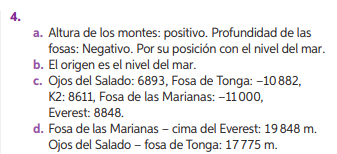 4.
a. Altura de los montes: positivo. Profundidad de las
fosas: Negativo. Por su posición con el nivel del mar.
b. El origen es el nivel del mar.
c. Ojos del Salado: 6893, Fosa de Tonga: –10 882,
K2: 8611, Fosa de las Marianas: –11 000,
Everest: 8848.
d. Fosa de las Marianas – cima del Everest: 19 848 m.
Ojos del Salado – fosa de Tonga: 17 775 m.